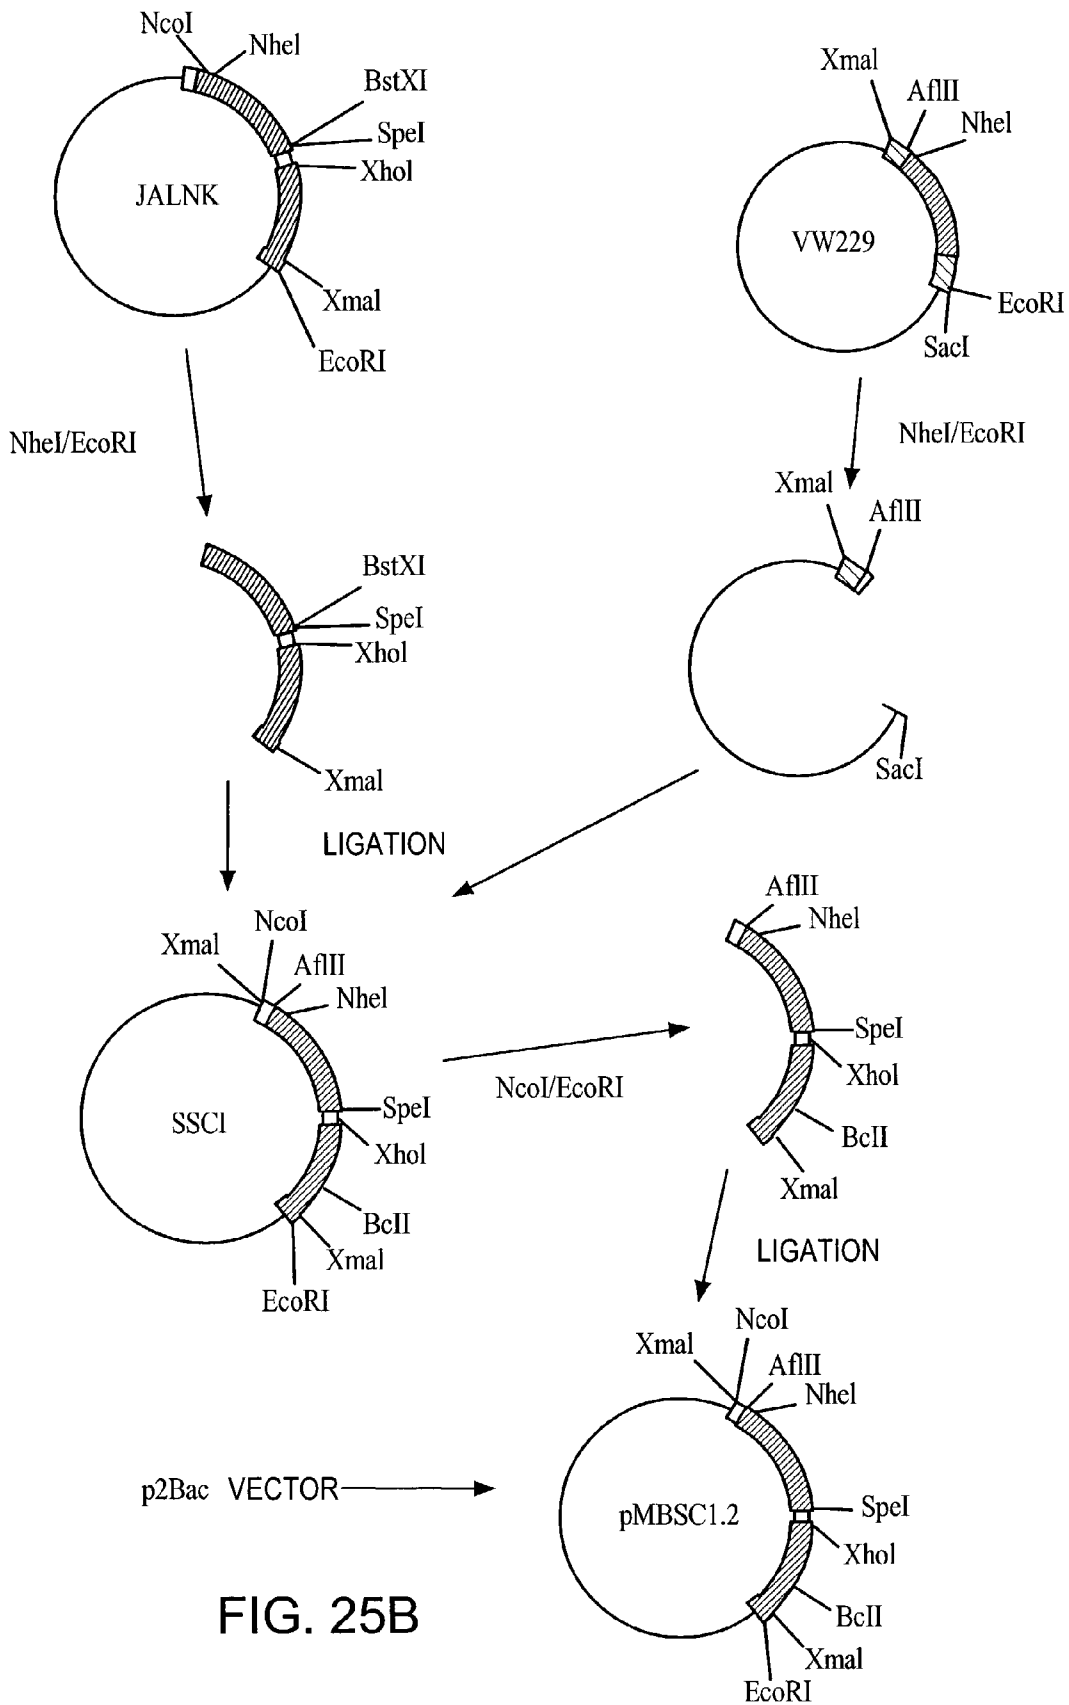 NcoI
NheI
BstXI
SpeI
XhoI
JALNK
XmaI
EcoRI
XmaI
AflII
NheI
VW229
EcoRI
SacI
NheI/EcoRI
NheI/EcoRI
BstXI
SpeI
XhoI
XmaI
XmaI
AflII
SacI
LIGATION
XmaI
NcoI
AflII
NheI
SSCI
SpeI
XhoI
BclI
XmaI
EcoRI
NcoI/EcoRI
AflII
NheI
SpeI
XhoI
BclI
XmaI
LIGATION
p2Bac VECTOR
XmaI
NcoI
AflII
NheI
pMBSC1.2
SpeI
XhoI
BclI
XmaI
EcoRI
FIG. 25B